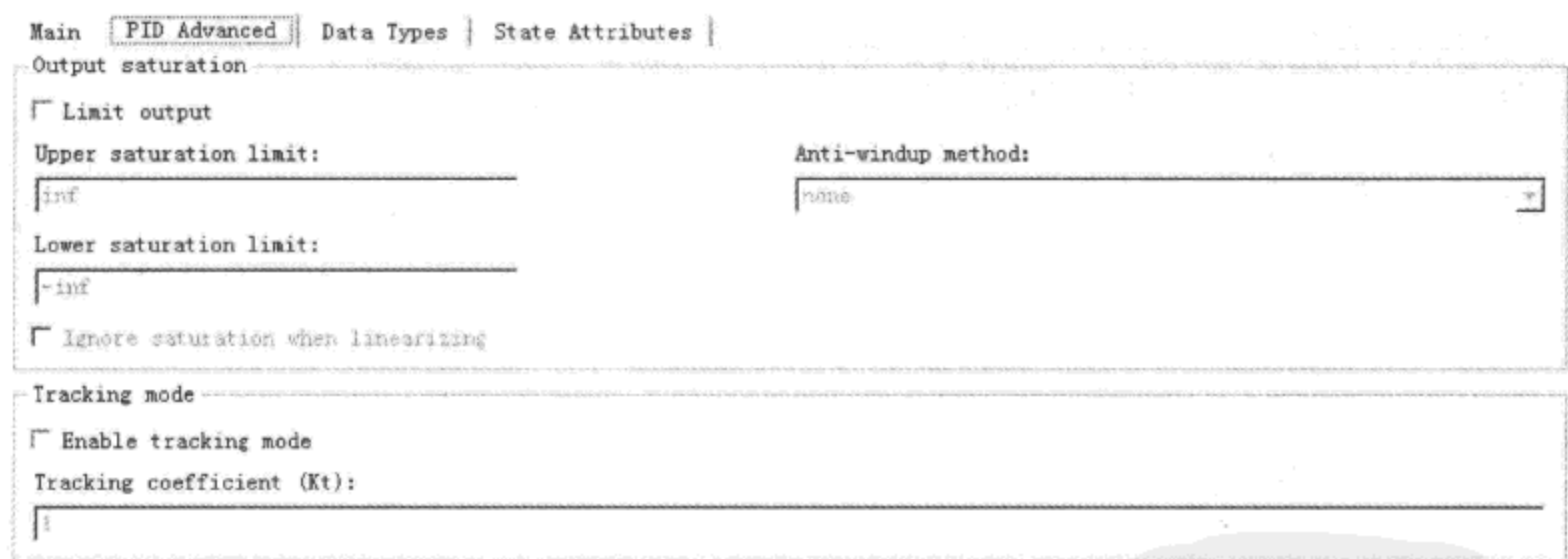 Main PID Advanced Data Types State Attributes
Output saturation
Limit output
Upper saturation limit: Anti-windup method:
inf none
Lower saturation limit:
-inf
Ignore saturation when linearizing
Tracking mode
Enable tracking mode
Tracking coefficient (Kt):
1